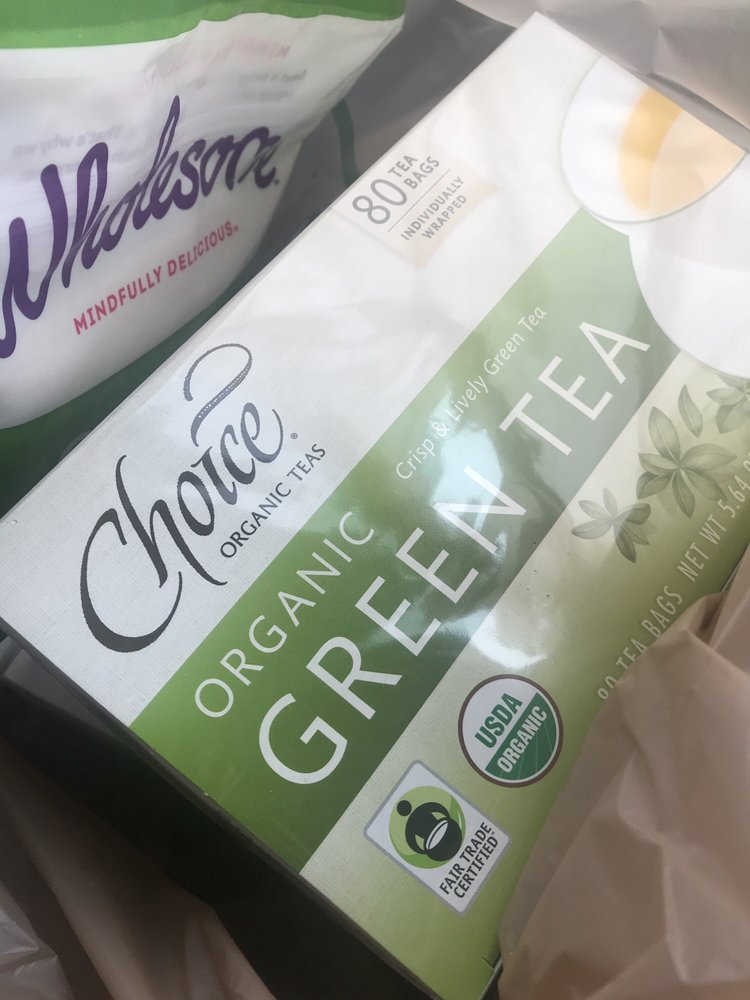 Wholesome
MINDFULLY DELICIOUS.
80 TEA
BAGS
INDIVIDUALLY
WRAPPED
Choice®
ORGANIC TEAS
Crisp & Lively Green Tea
ORGANIC
GREEN TEA
80 TEA BAGS NET WT 5.64
USDA
ORGANIC
FAIR TRADE
CERTIFIED™